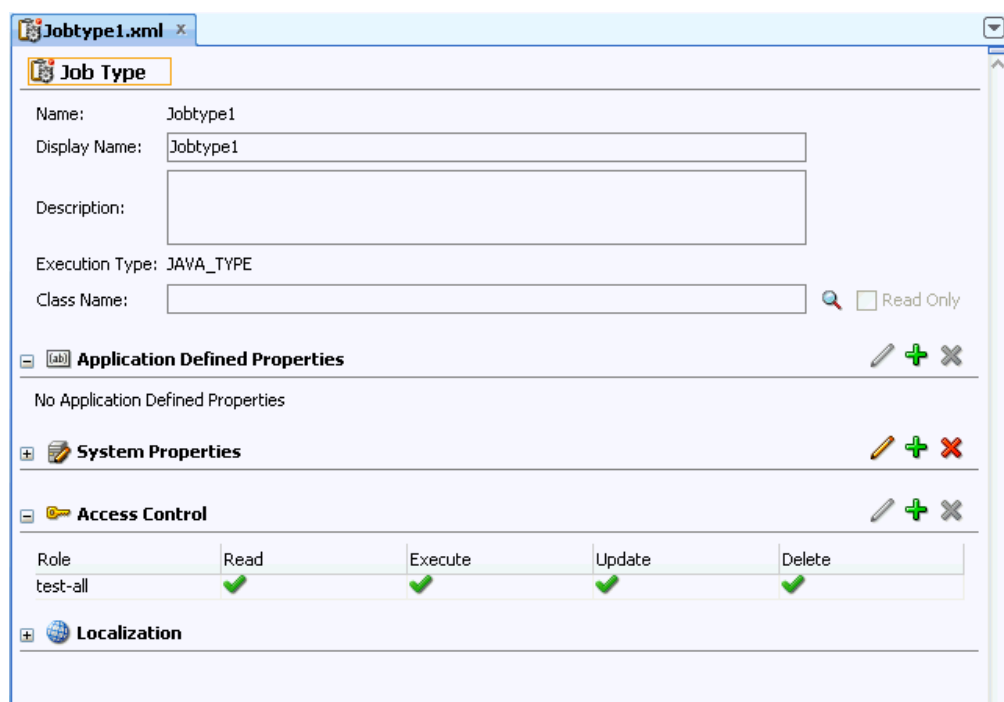 Jobtype1.xml x
Job Type
Name: Jobtype1
Display Name: Jobtype1
Description:
Execution Type: JAVA_TYPE
Class Name: Read Only
(ab) Application Defined Properties
No Application Defined Properties
System Properties
Access Control
Role Read Execute Update Delete
test-all
Localization